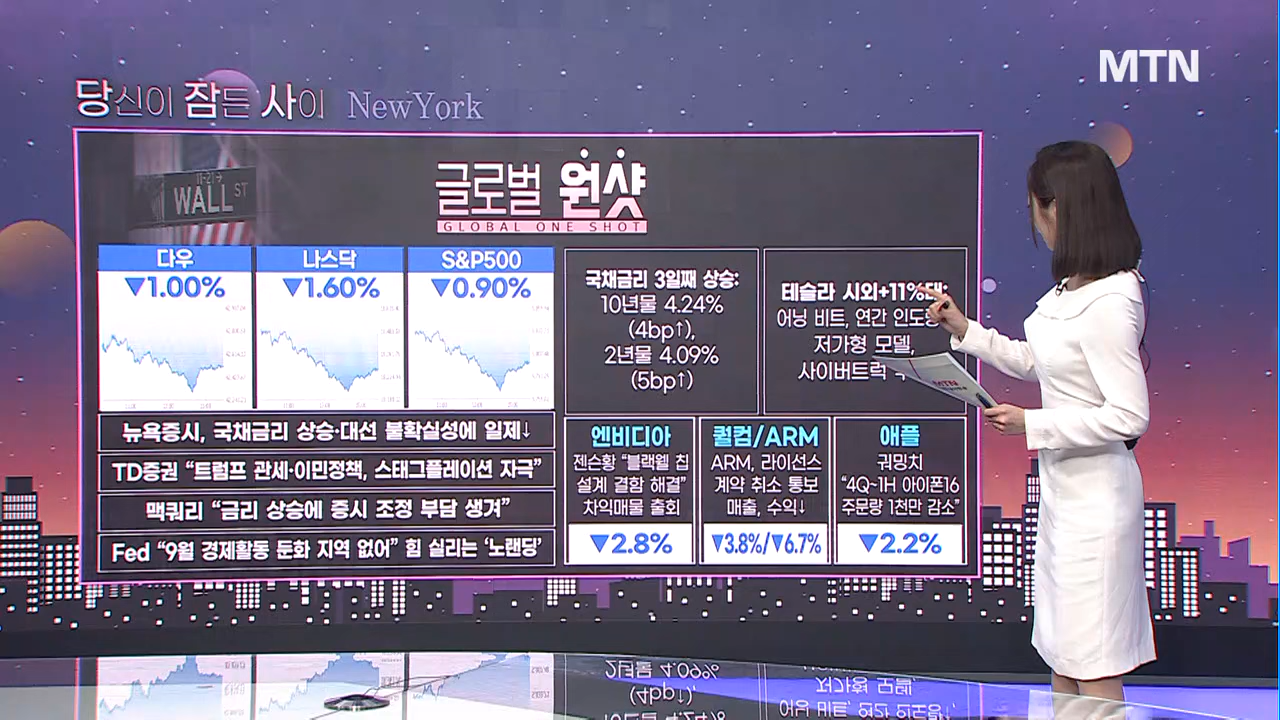 MTN
당신이 잠든 사이 NewYork
11-21→
WALL ST
글로벌 원샷
GLOBAL ONE SHOT
다우
▼1.00%
나스닥
▼1.60%
S&P500
▼0.90%
국채금리 3일째 상승:
10년물 4.24%
(4bp↑),
2년물 4.09%
(5bp↑)
테슬라 시외+11%
어닝 비트, 연간
저가형 모델,
사이버트럭
뉴욕증시, 국채금리 상승·대선 불확실성에 일제↓
TD증권 “트럼프 관세·이민정책, 스태그플레이션 자극”
맥쿼리 “금리 상승에 증시 조정 부담 생겨”
Fed “9월 경제활동 둔화 지역 없어” 힘 실리는 ‘노랜딩’
엔비디아
젠슨황 “블랙웰 칩
설계 결함 해결”
차익매물 출회
▼2.8%
퀄컴/ARM
ARM, 라이선스
계약 취소 통보
매출, 수익↓
▼3.8%/▼6.7%
애플
궈밍치
“4Q~1H 아이폰16
주문량 1천만 감소”
▼2.2%
MTN